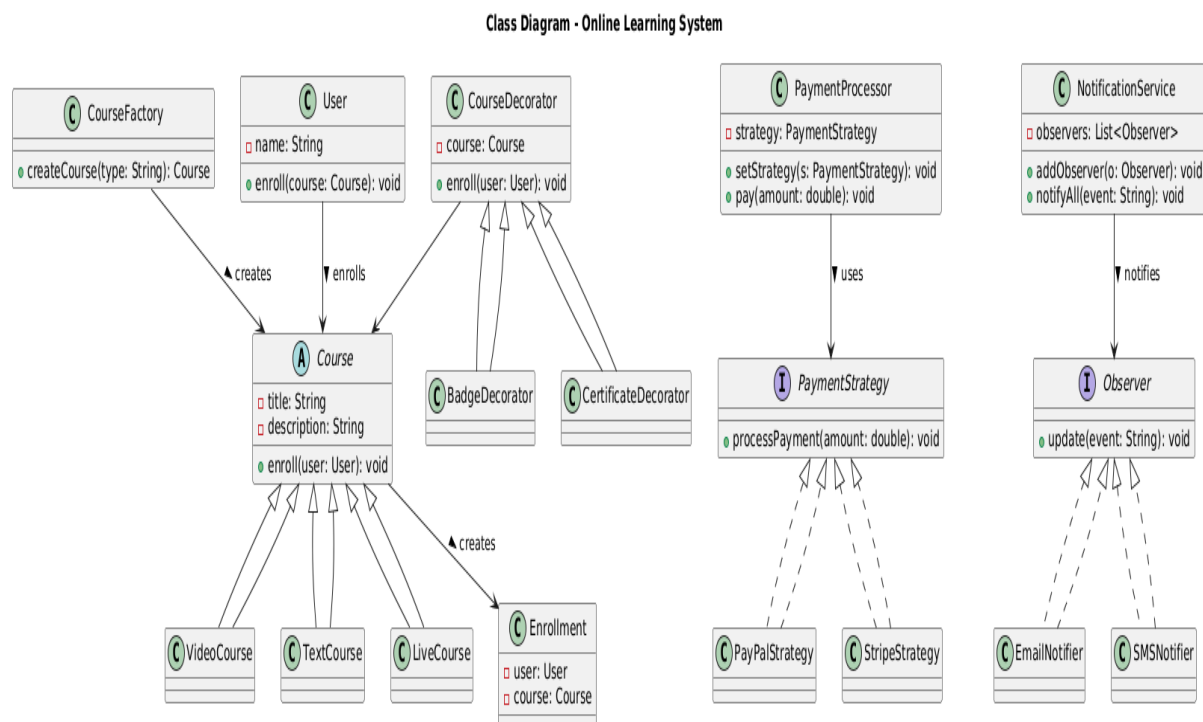 Class Diagram - Online Learning System
C CourseFactory
createCourse(type: String): Course
C User
name: String
enroll(course: Course): void
C CourseDecorator
course: Course
enroll(user: User): void
C PaymentProcessor
strategy: PaymentStrategy
setStrategy(s: PaymentStrategy): void
pay(amount: double): void
C NotificationService
observers: List<Observer>
addObserver(o: Observer): void
notifyAll(event: String): void
creates
enrolls
uses
notifies
A Course
title: String
description: String
enroll(user: User): void
C BadgeDecorator
C CertificateDecorator
I PaymentStrategy
processPayment(amount: double): void
I Observer
update(event: String): void
creates
C VideoCourse
C TextCourse
C LiveCourse
C Enrollment
user: User
course: Course
C PayPalStrategy
C StripeStrategy
C EmailNotifier
C SMSNotifier